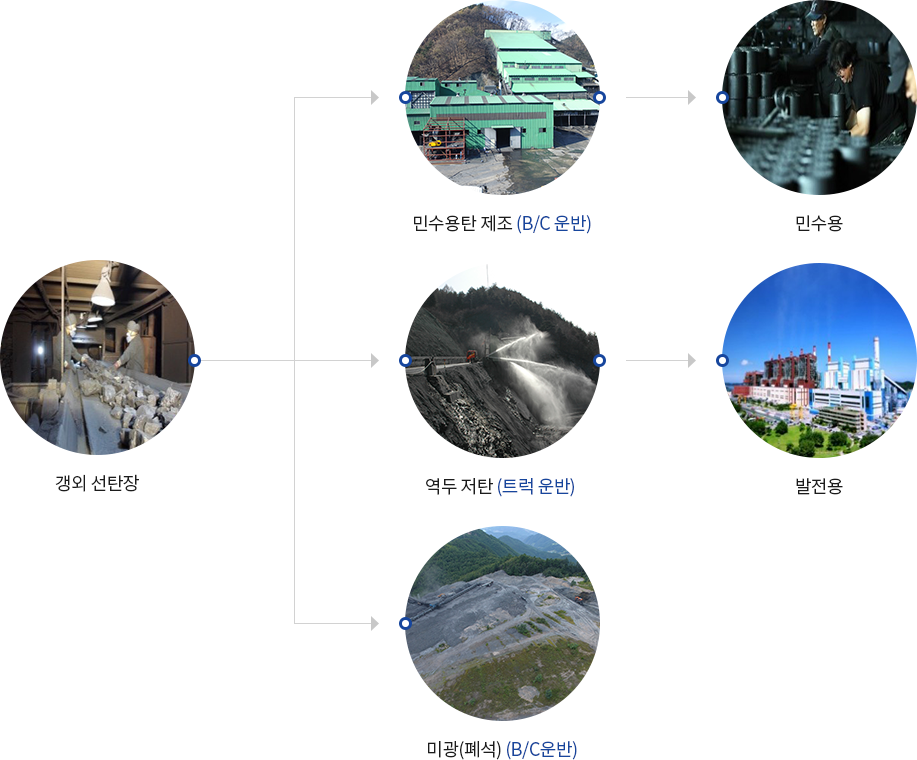 민수용탄 제조 (B/C 운반)
민수용
갱외 선탄장
역두 저탄 (트럭 운반)
발전용
미광(폐석) (B/C운반)